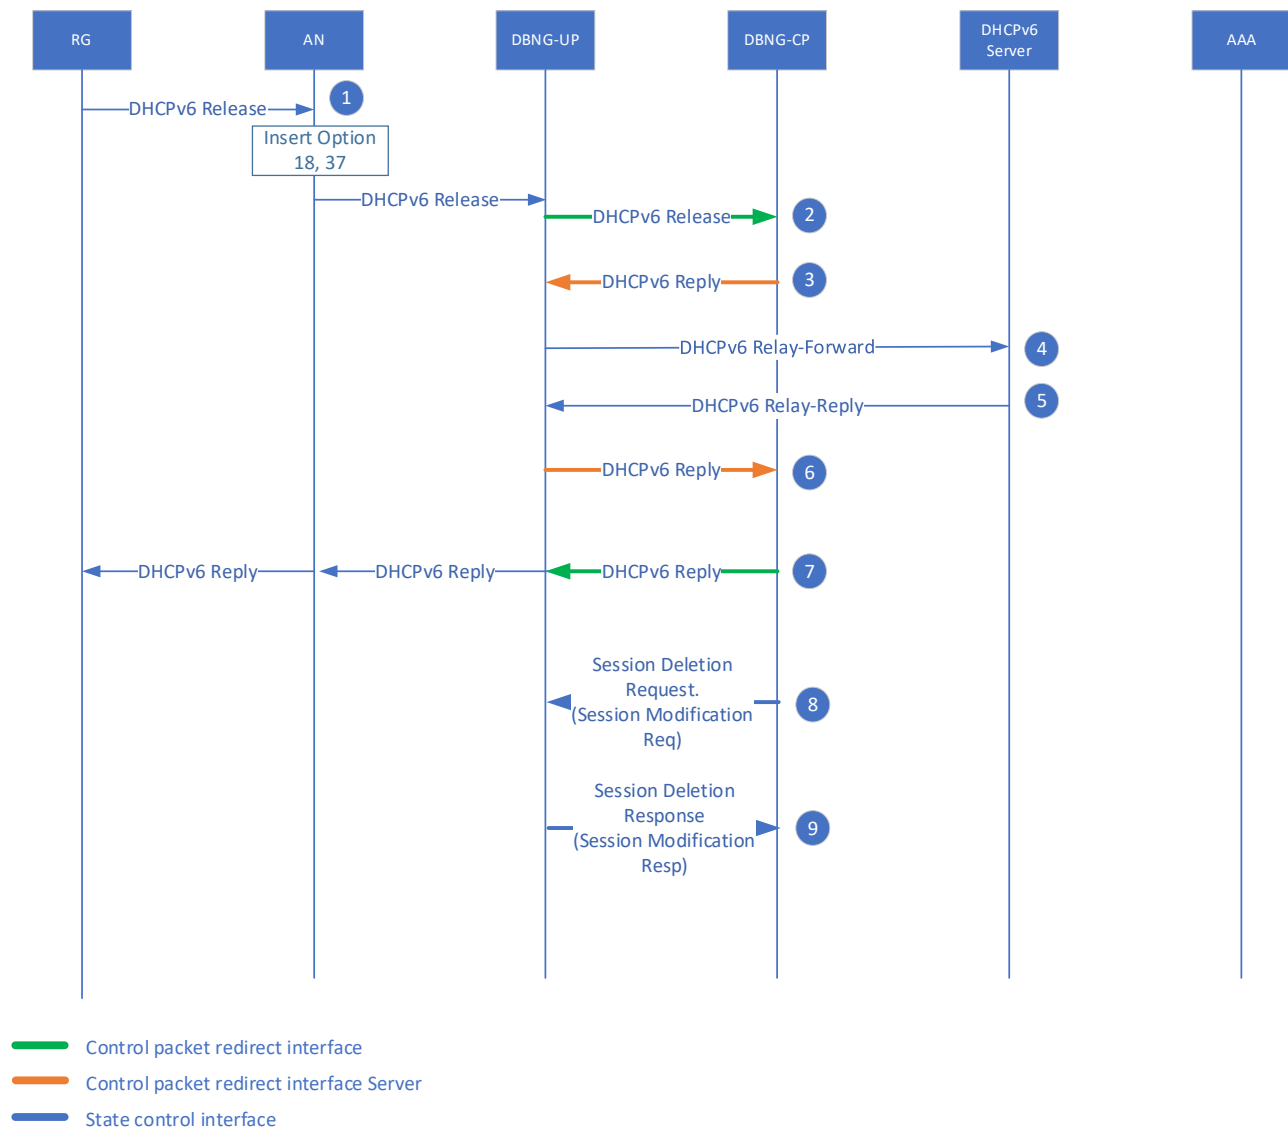 RG
AN
DBNG-UP
DBNG-CP
DHCPv6
Server
AAA
1
DHCPv6 Release
Insert Option
18, 37
DHCPv6 Release
DHCPv6 Release
2
DHCPv6 Reply
3
DHCPv6 Relay-Forward
4
DHCPv6 Relay-Reply
5
DHCPv6 Reply
6
DHCPv6 Reply
DHCPv6 Reply
DHCPv6 Reply
7
Session Deletion
Request.
(Session Modification
Req)
8
Session Deletion
Response
(Session Modification
Resp)
9
Control packet redirect interface
Control packet redirect interface Server
State control interface